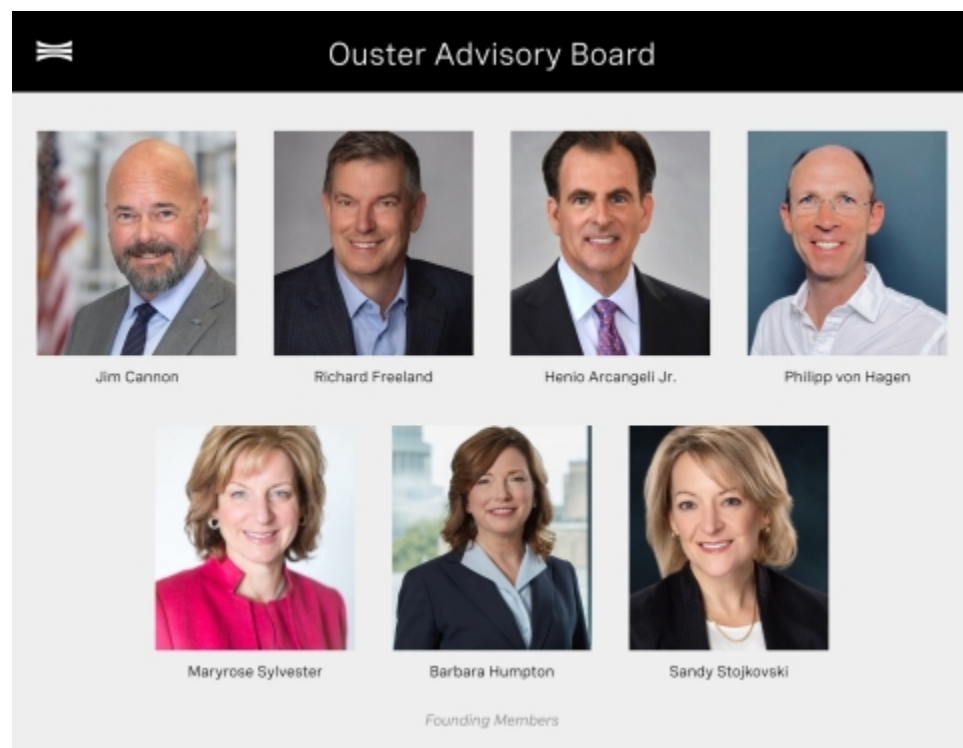 Ouster Advisory Board
Jim Cannon
Richard Freeland
Henio Arcangeli Jr.
Philipp von Hagen
Maryrose Sylvester
Barbara Humpton
Sandy Stojkovski
Founding Members